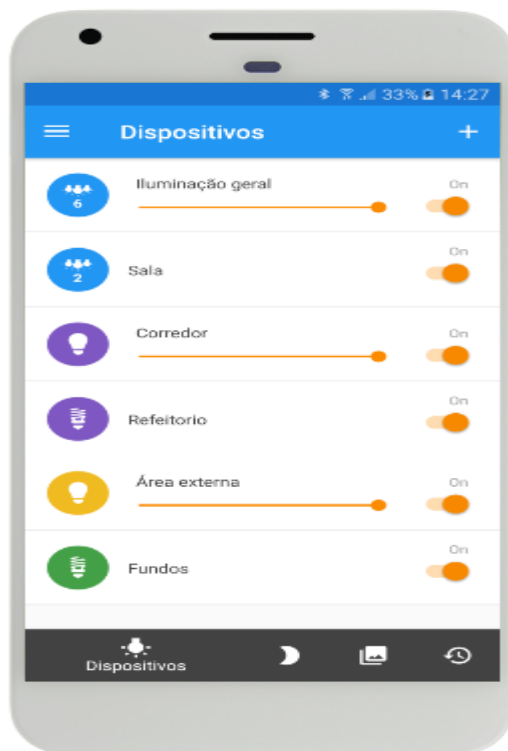 33% 14:27
Dispositivos
Iluminação geral
On
6
Sala
On
2
Corredor
On
Refeitorio
On
Área externa
On
Fundos
On
Dispositivos